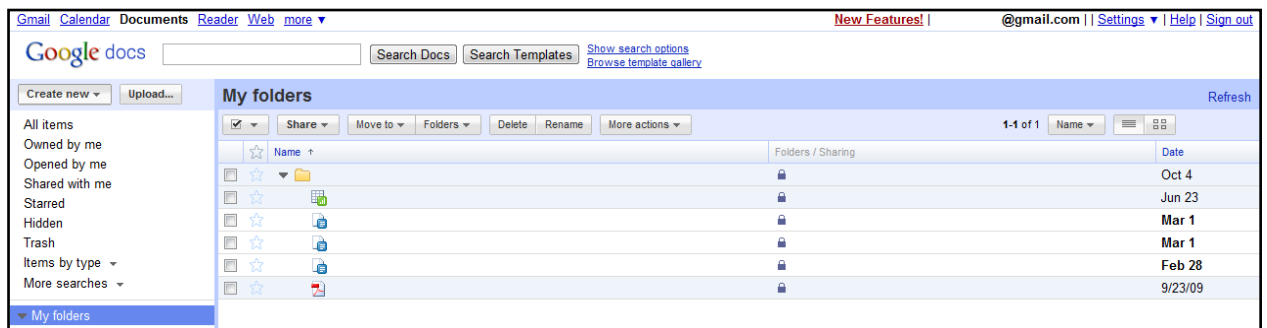 Gmail Calendar Documents Reader Web more ▼ New Features! | @gmail.com | | Settings ▼ | Help | Sign out
Google docs Search Docs Search Templates Show search options
Browse template gallery
Create new Upload... My folders Refresh
All items Share Move to Folders Delete Rename More actions 1-1 of 1 Name
Owned by me Name ↑ Folders / Sharing Date
Opened by me Oct 4
Shared with me
Starred Jun 23
Hidden Mar 1
Trash Mar 1
Items by type Feb 28
More searches 9/23/09
My folders